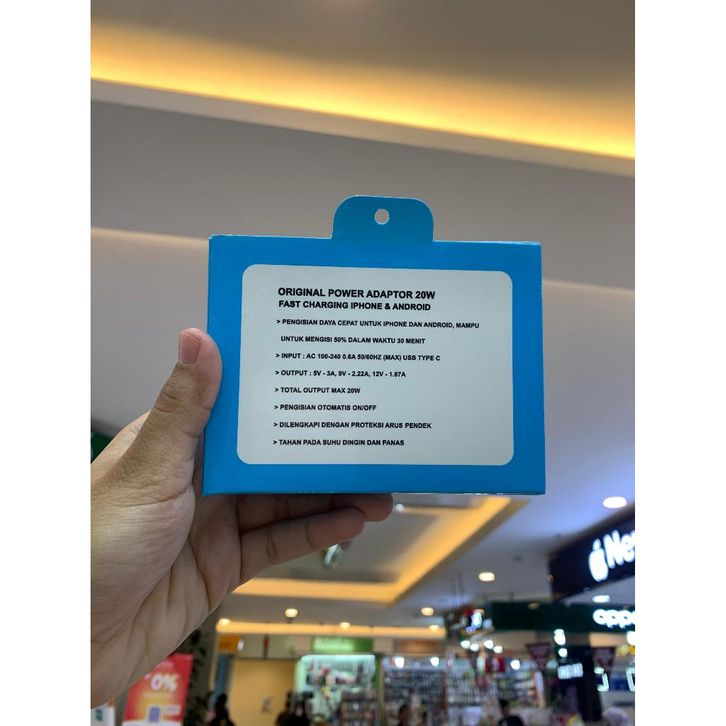 ORIGINAL POWER ADAPTOR 20W
FAST CHARGING IPHONE & ANDROID
> PENGISIAN DAYA CEPAT UNTUK IPHONE DAN ANDROID, MAMPU
UNTUK MENGISI 50% DALAM WAKTU 30 MENIT
> INPUT : AC 100-240 0.6A 50/60HZ (MAX) USB TYPE C
> OUTPUT : 5V - 3A, 9V - 2.22A, 12V - 1.67A
> TOTAL OUTPUT MAX 20W
> PENGISIAN OTOMATIS ON/OFF
> DILENGKAPI DENGAN PROTEKSI ARUS PENDEK
> TAHAN PADA SUHU DINGIN DAN PANAS
oppo
0%